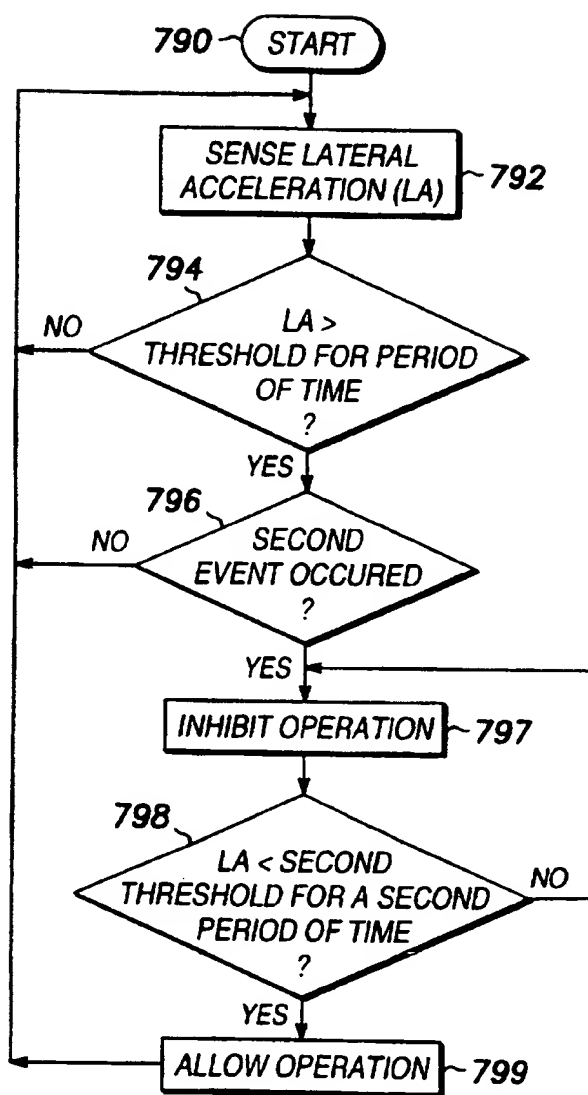 790
START
SENSE LATERAL
ACCELERATION (LA)
792
794
NO
LA >
THRESHOLD FOR PERIOD
OF TIME
?
YES
796
NO
SECOND
EVENT OCCURED
?
YES
INHIBIT OPERATION
797
798
LA < SECOND
THRESHOLD FOR A SECOND
PERIOD OF TIME
?
NO
YES
ALLOW OPERATION
799